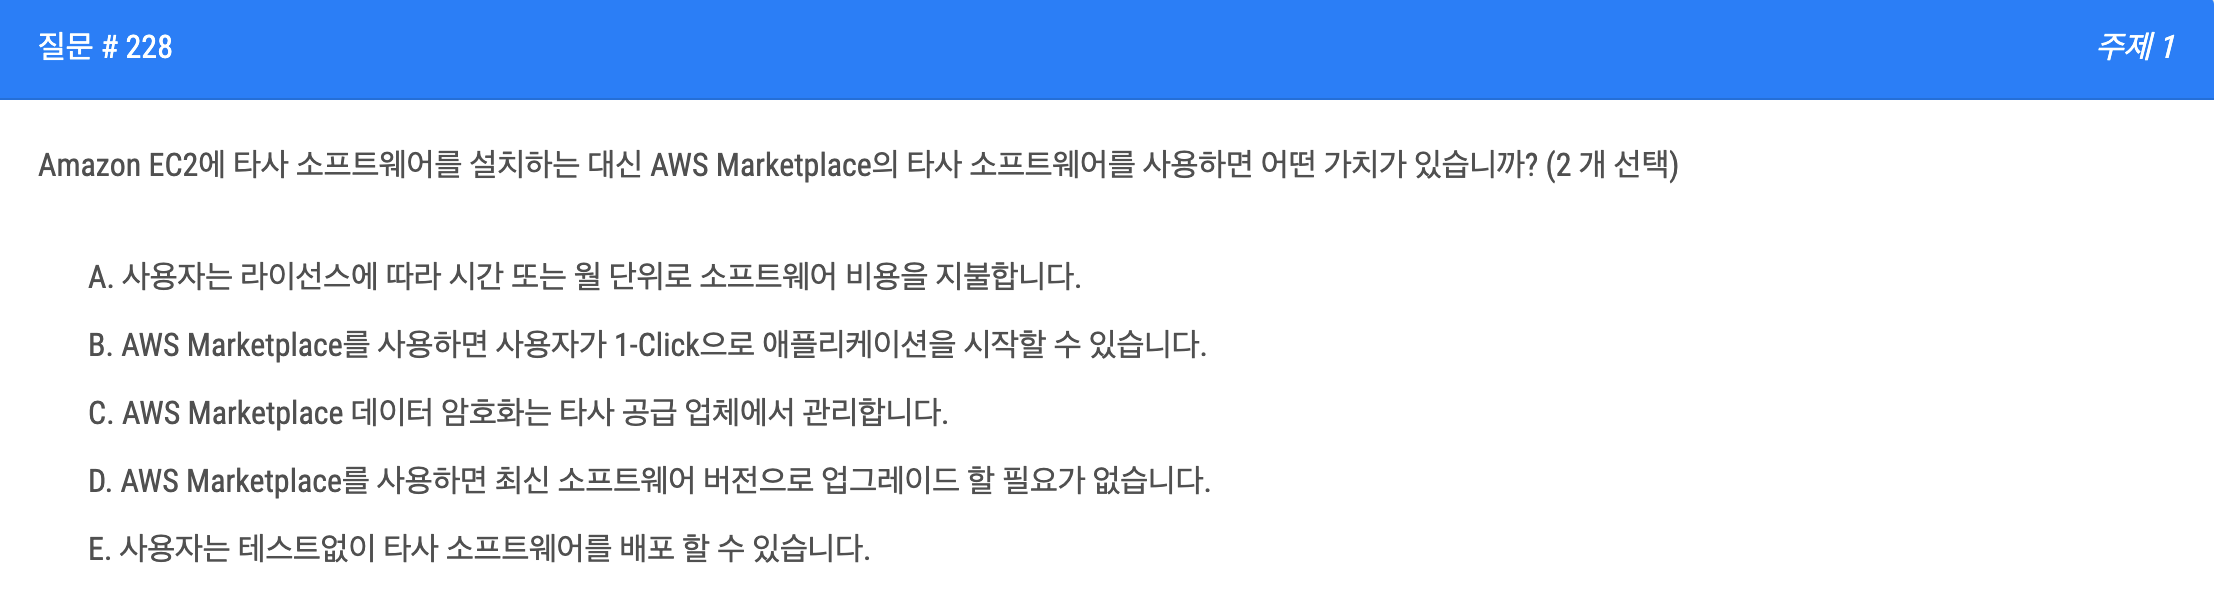 질문 # 228
주제 1
Amazon EC2에 타사 소프트웨어를 설치하는 대신 AWS Marketplace의 타사 소프트웨어를 사용하면 어떤 가치가 있습니까? (2 개 선택)
A. 사용자는 라이선스에 따라 시간 또는 월 단위로 소프트웨어 비용을 지불합니다.
B. AWS Marketplace를 사용하면 사용자가 1-Click으로 애플리케이션을 시작할 수 있습니다.
C. AWS Marketplace 데이터 암호화는 타사 공급 업체에서 관리합니다.
D. AWS Marketplace를 사용하면 최신 소프트웨어 버전으로 업그레이드 할 필요가 없습니다.
E. 사용자는 테스트없이 타사 소프트웨어를 배포 할 수 있습니다.